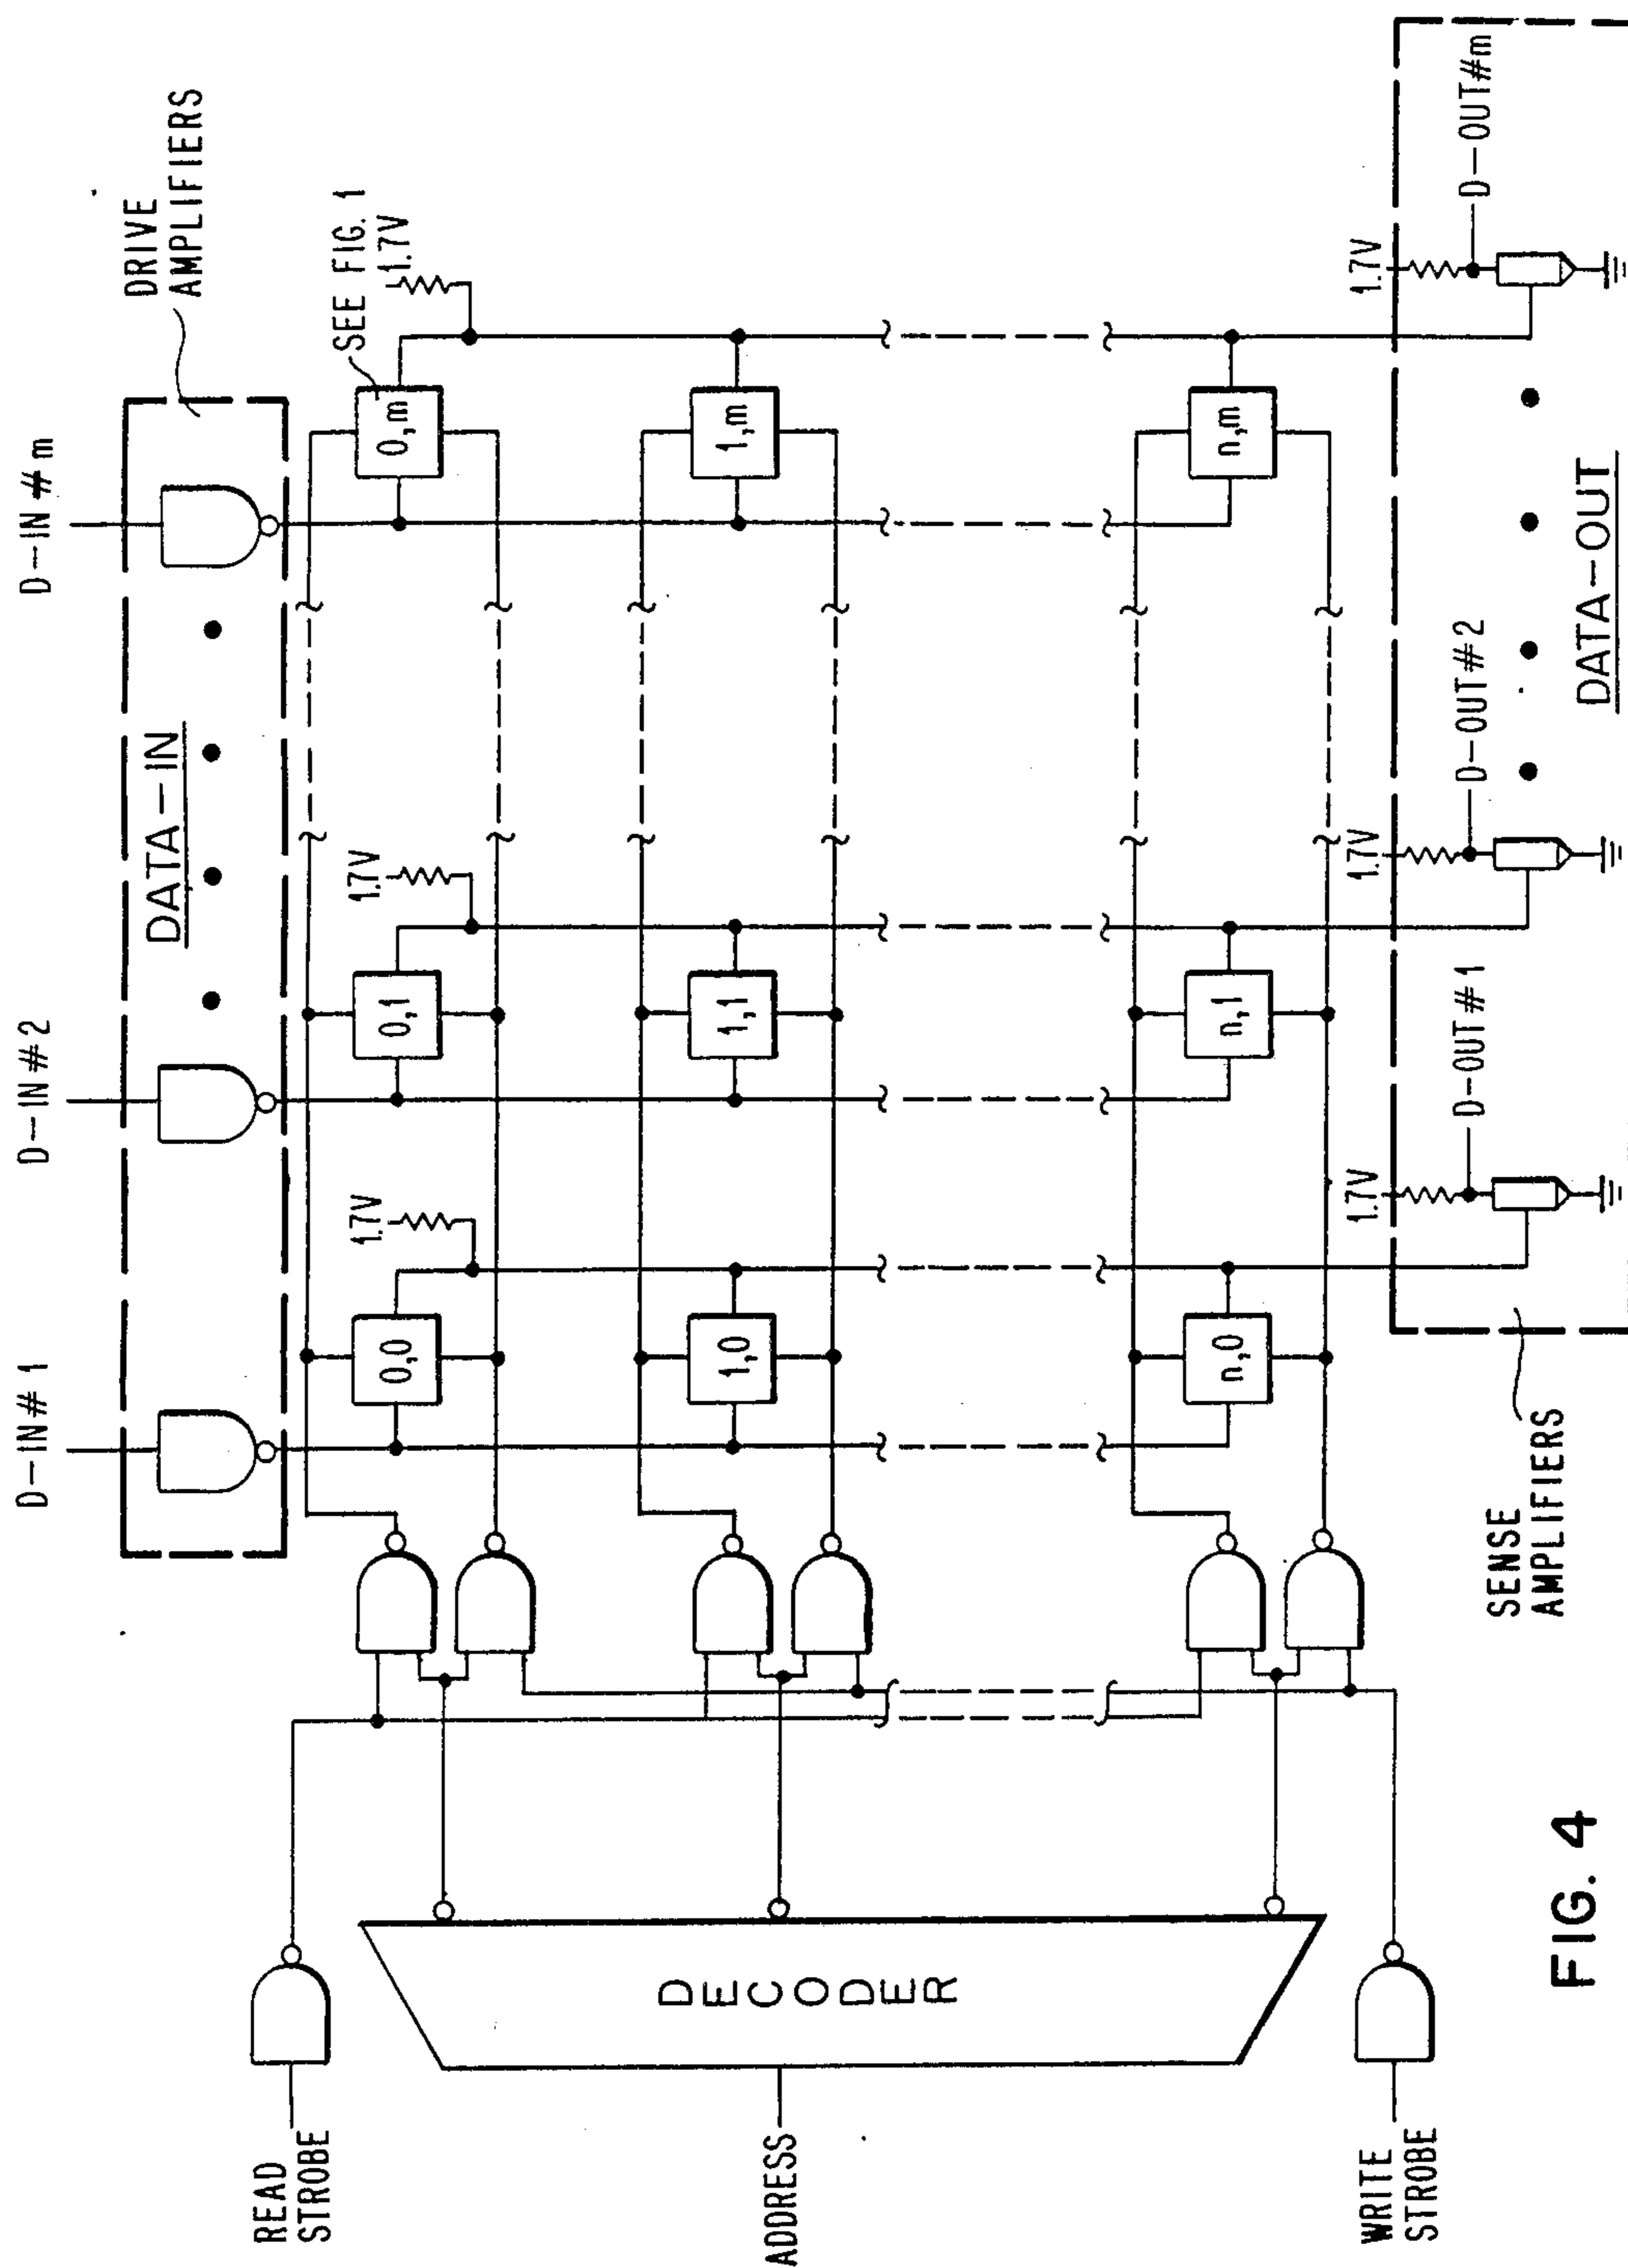 D-IN #1
D-IN #2
D-IN #m
DATA-IN
DRIVE
AMPLIFIERS
READ
STROBE
ADDRESS
WRITE
STROBE
DECODER
0,0
1.7V
0,1
1.7V
0,m
SEE FIG. 1
1.7V
1,0
1,1
1,m
n,0
n,1
n,m
SENSE
AMPLIFIERS
1.7V
D-OUT#1
1.7V
D-OUT#2
1.7V
D-OUT#m
DATA-OUT
FIG. 4